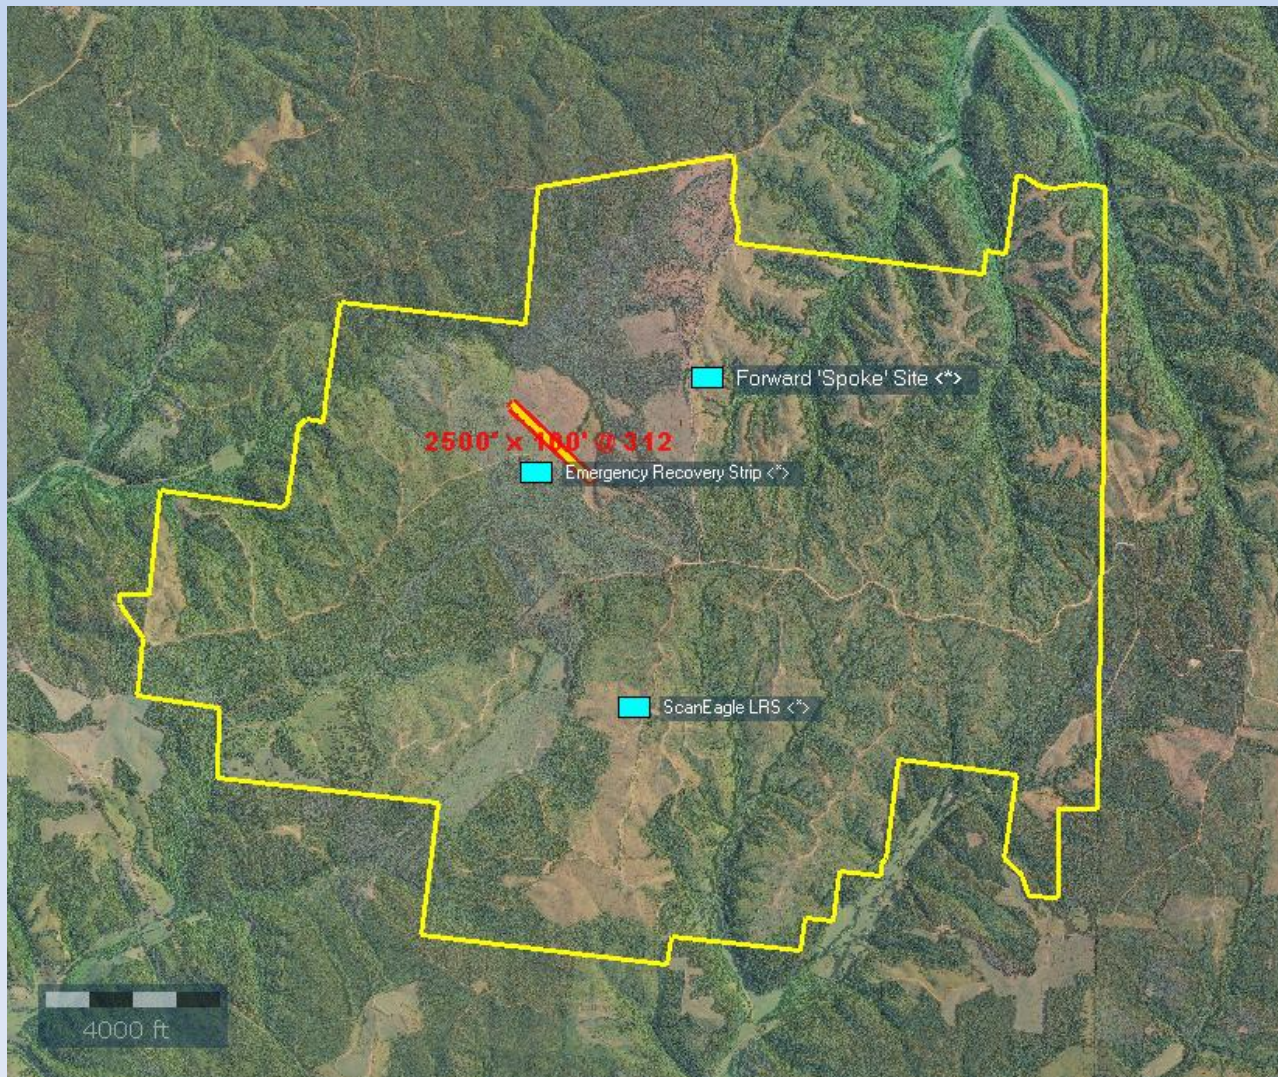 Forward 'Spoke' Site <*>
2500' x 100' @ 312
Emergency Recovery Strip <*>
ScanEagle LRS <*>
4000 ft